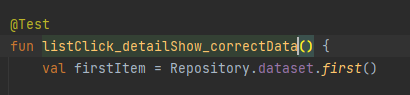 @Test
fun listClick_detailShow_correctData() {
val firstItem = Repository.dataset.first()